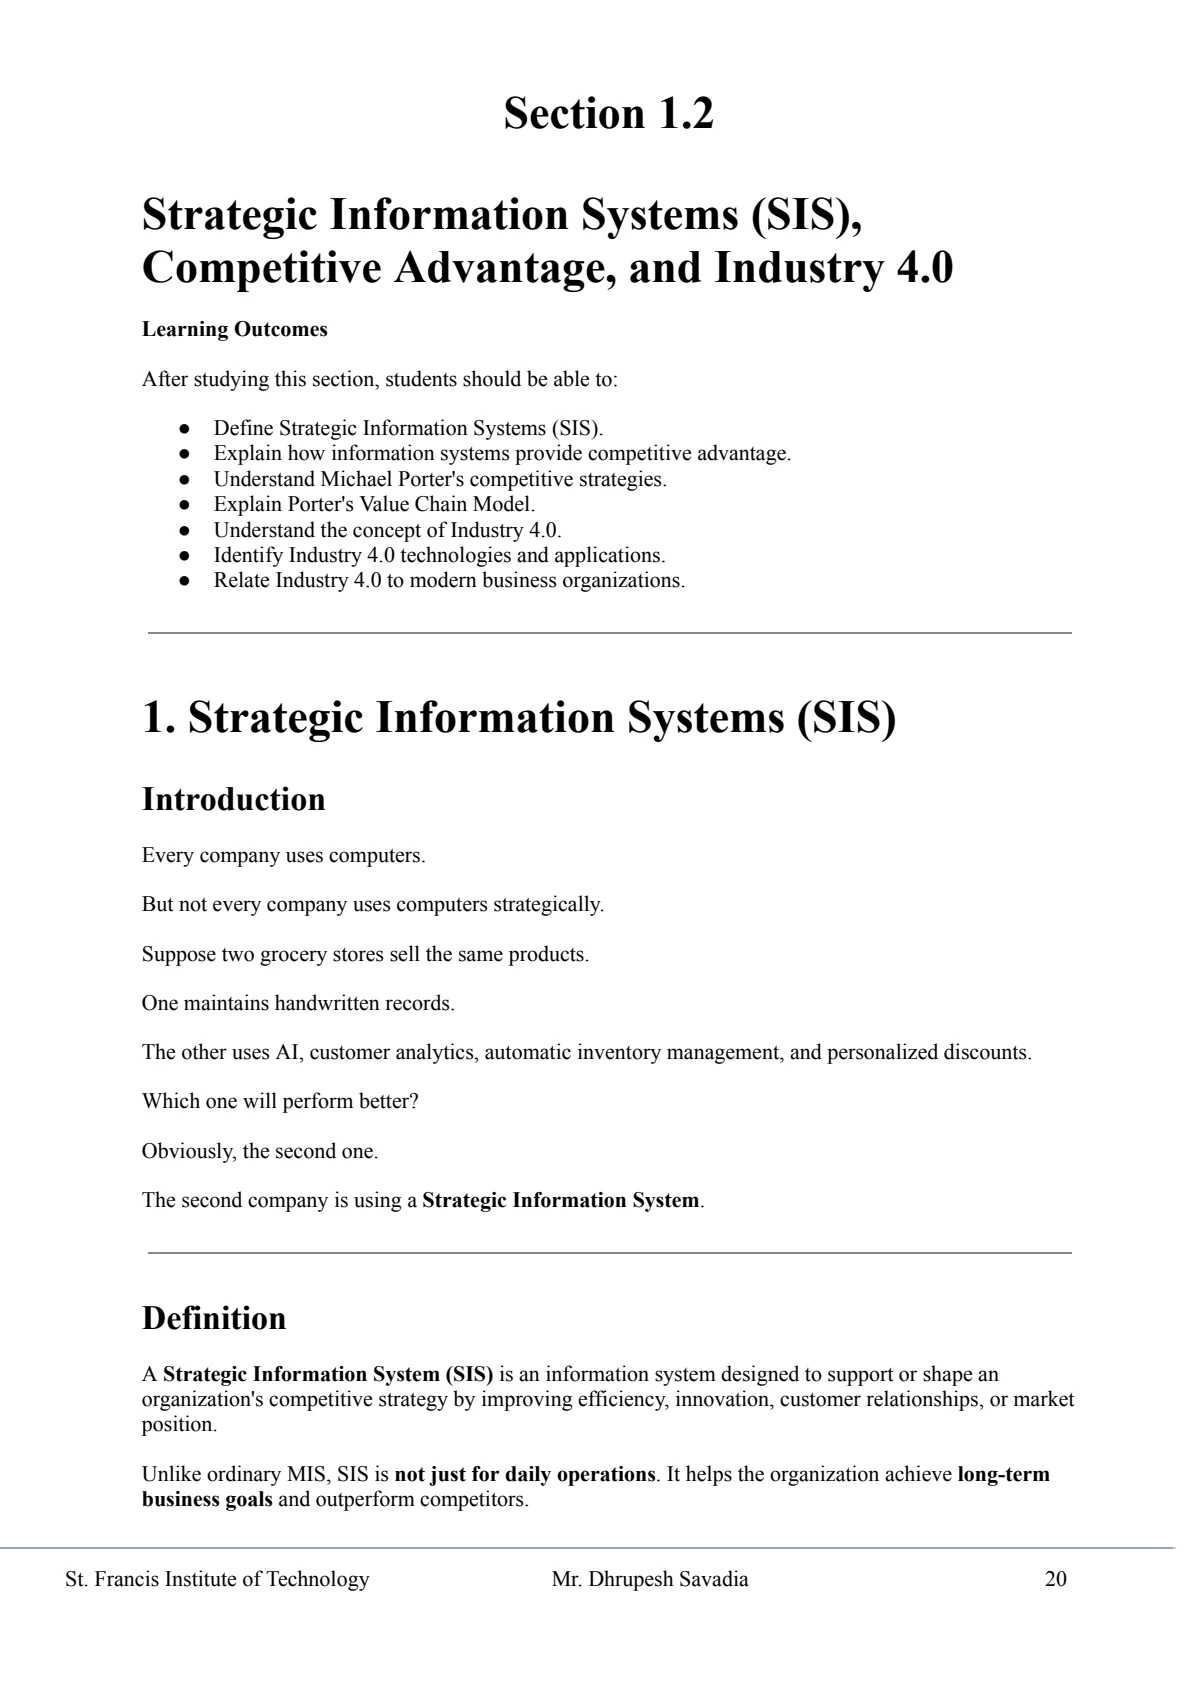 Section 1.2
Strategic Information Systems (SIS),
Competitive Advantage, and Industry 4.0
Learning Outcomes
After studying this section, students should be able to:
● Define Strategic Information Systems (SIS).
● Explain how information systems provide competitive advantage.
● Understand Michael Porter's competitive strategies.
● Explain Porter's Value Chain Model.
● Understand the concept of Industry 4.0.
● Identify Industry 4.0 technologies and applications.
● Relate Industry 4.0 to modern business organizations.
1. Strategic Information Systems (SIS)
Introduction
Every company uses computers.
But not every company uses computers strategically.
Suppose two grocery stores sell the same products.
One maintains handwritten records.
The other uses AI, customer analytics, automatic inventory management, and personalized discounts.
Which one will perform better?
Obviously, the second one.
The second company is using a Strategic Information System.
Definition
A Strategic Information System (SIS) is an information system designed to support or shape an
organization's competitive strategy by improving efficiency, innovation, customer relationships, or market
position.
Unlike ordinary MIS, SIS is not just for daily operations. It helps the organization achieve long-term
business goals and outperform competitors.
St. Francis Institute of Technology Mr. Dhrupesh Savadia 20